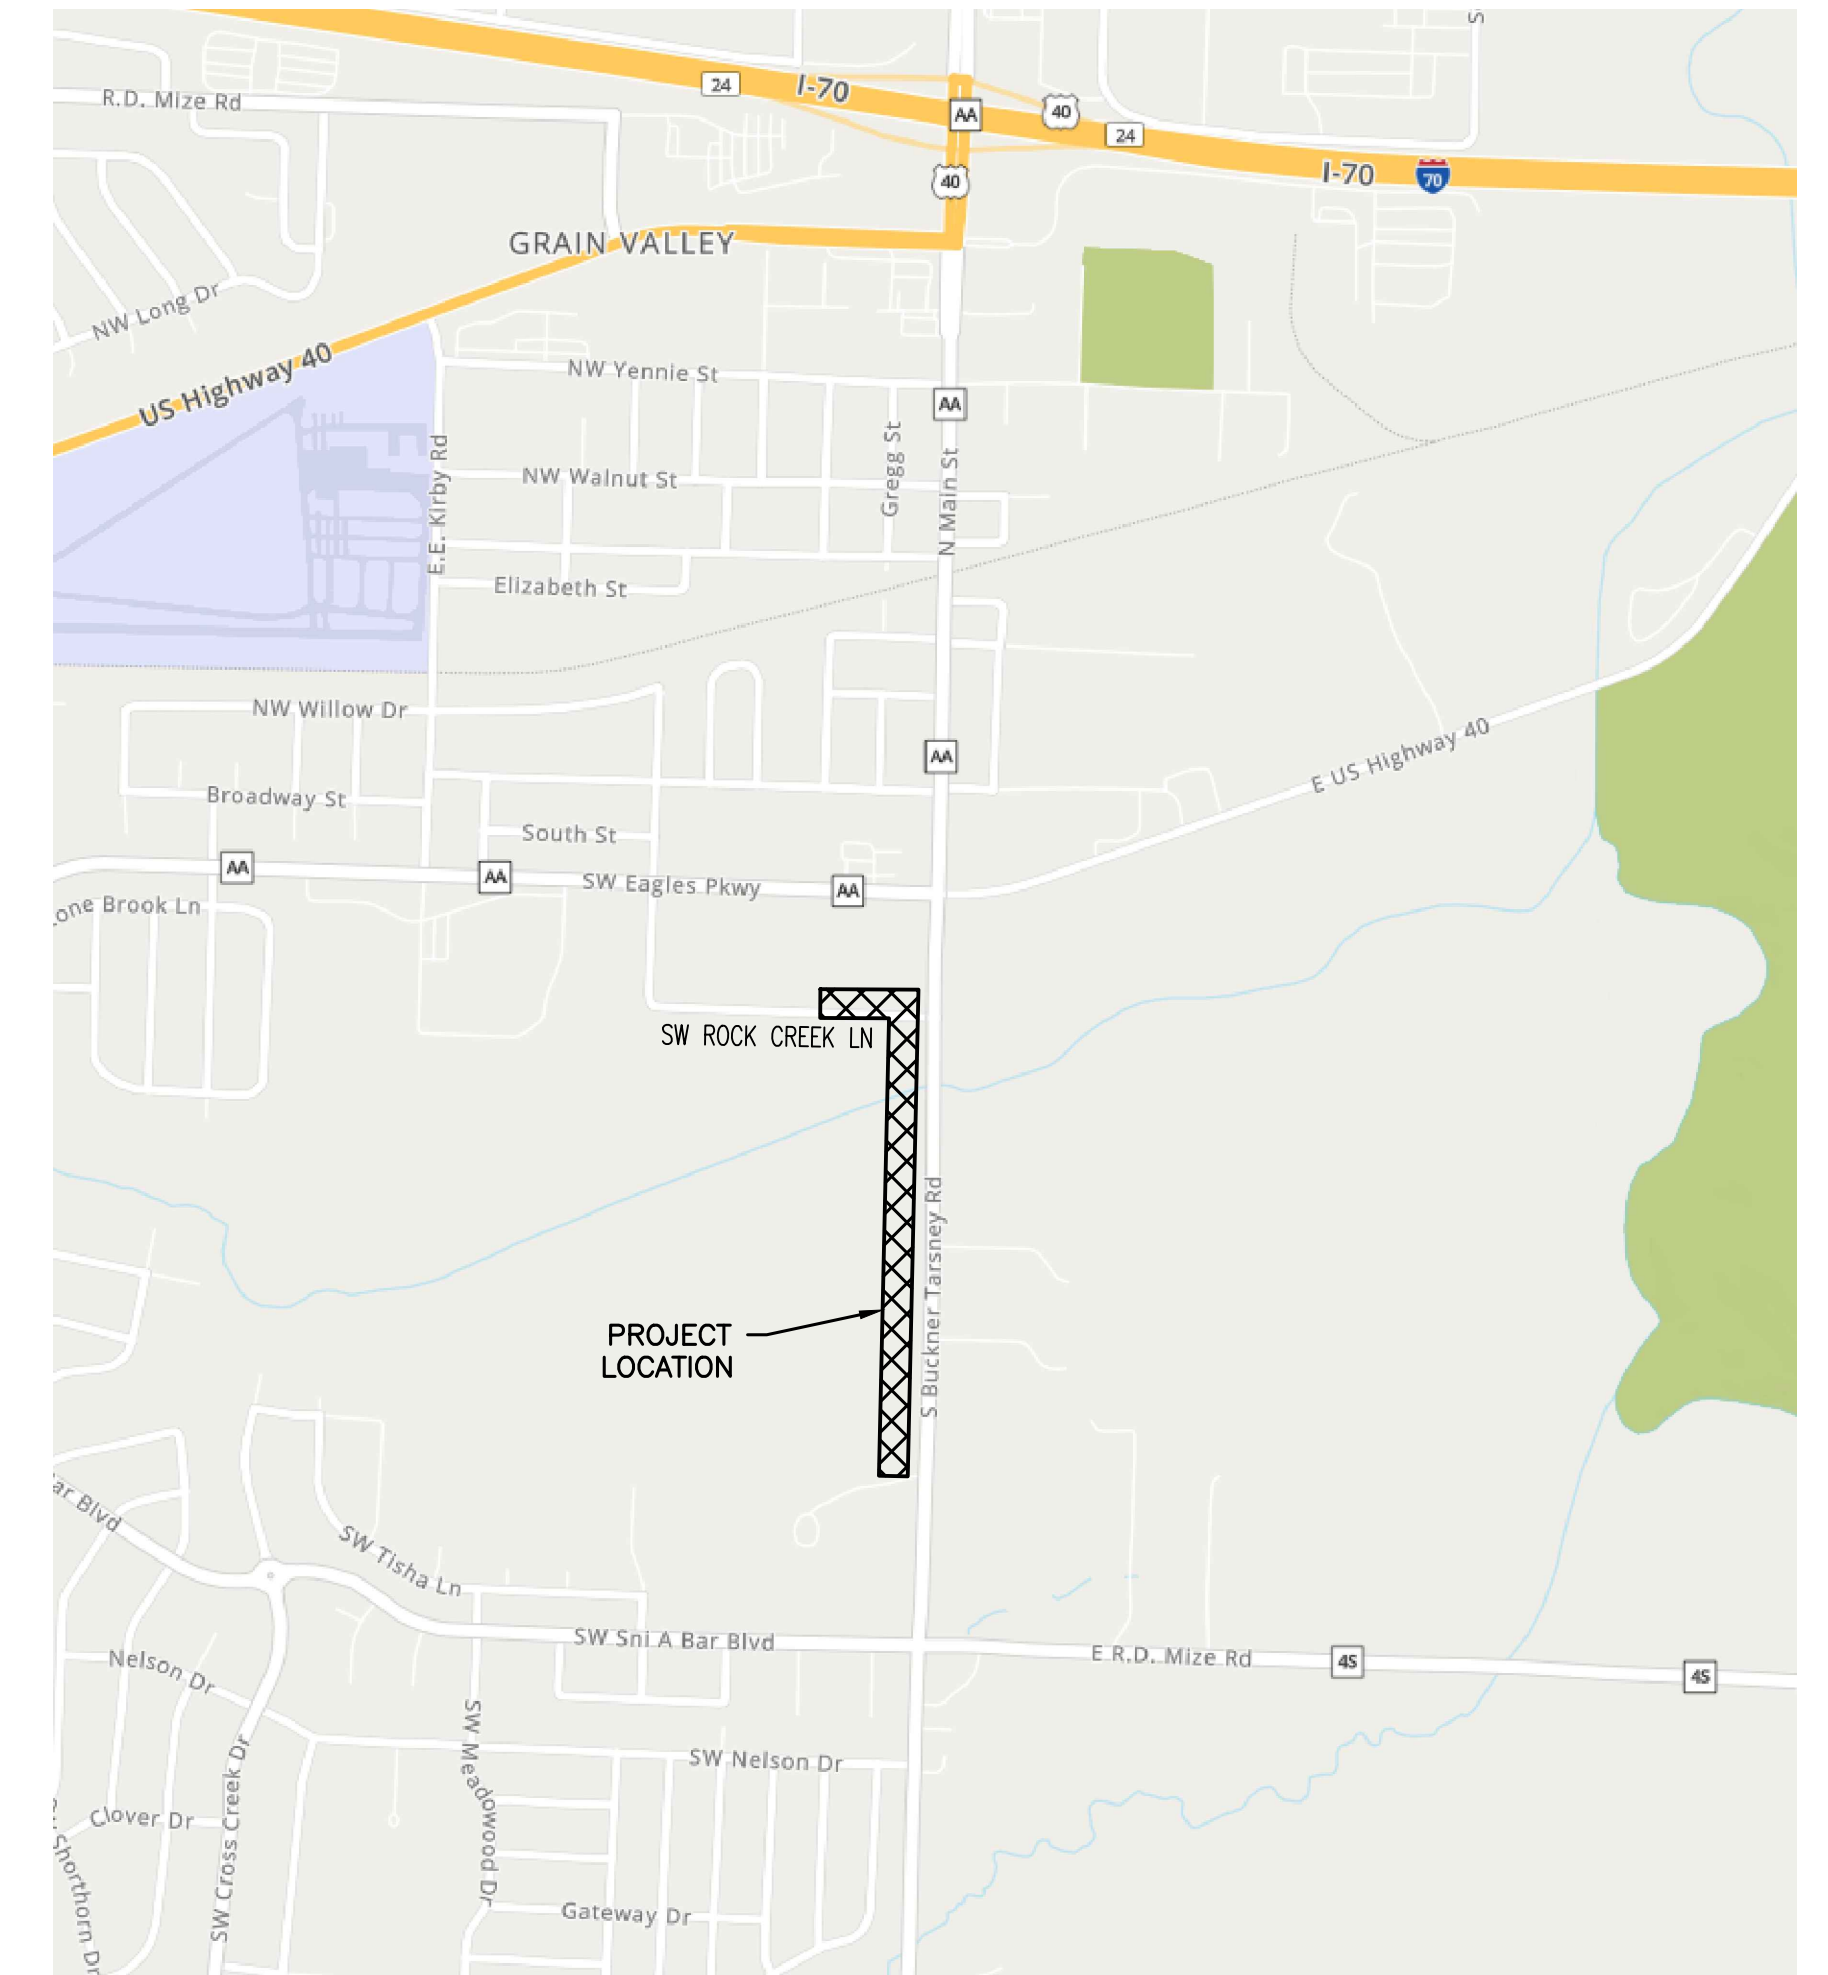 I-70
24
R.D. Mize Rd
AA
40
24
I-70
70
40
GRAIN VALLEY
NW Long Dr
US Highway 40
NW Yennie St
AA
Gregg St
E.E. Kirby Rd
N Main St
NW Walnut St
Elizabeth St
NW Willow Dr
E US Highway 40
AA
Broadway St
South St
AA
AA
SW Eagles Pkwy
AA
one Brook Ln
SW ROCK CREEK LN
S Buckner Tarsney Rd
PROJECT
LOCATION
ar Blvd
SW Tisha Ln
SW Sni A Bar Blvd
E R.D. Mize Rd
4S
4S
Nelson Dr
SW Meadowood Dr
SW Cross Creek Dr
SW Nelson Dr
Clover Dr
Shorthorn Dr
Gateway Dr